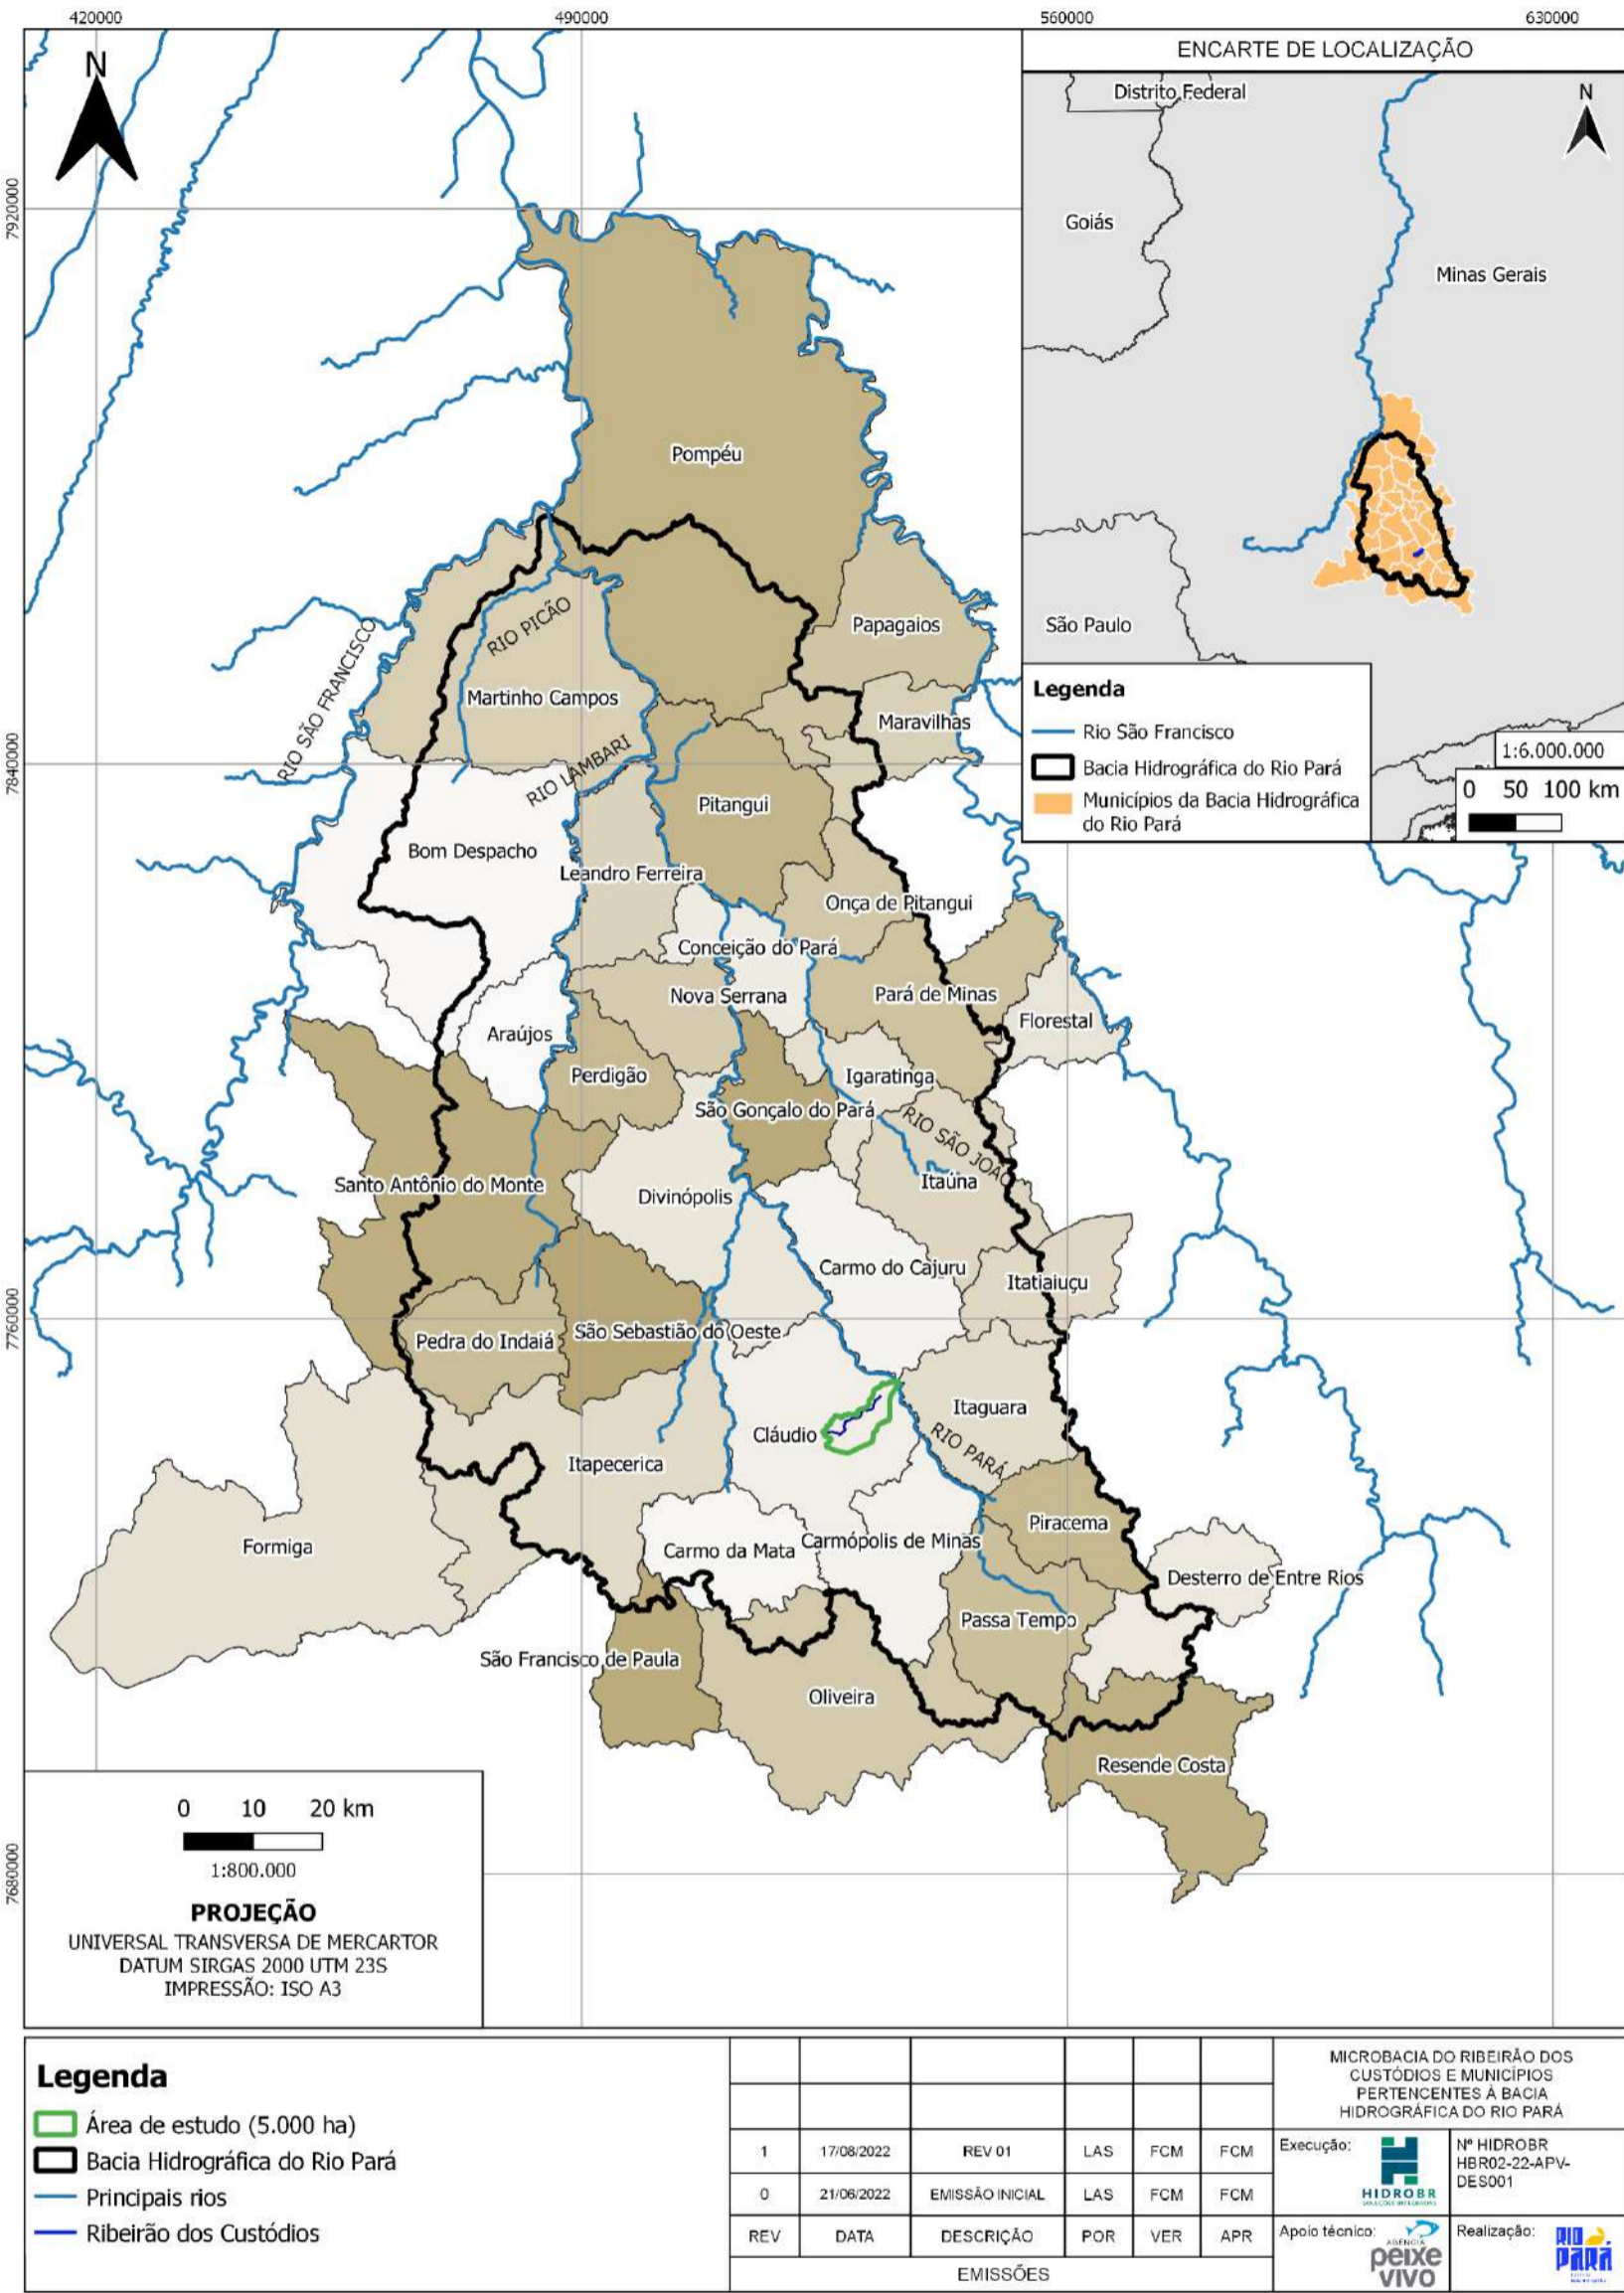 420000
490000
560000
630000
N
7920000
7840000
7760000
7680000
ENCARTE DE LOCALIZAÇÃO
Distrito Federal
N
Goiás
Minas Gerais
São Paulo
Legenda
Rio São Francisco
Bacia Hidrográfica do Rio Pará
Municípios da Bacia Hidrográfica
do Rio Pará
1:6.000.000
0 50 100 km
Pompéu
Papagaios
RIO PICÃO
RIO SÃO FRANCISCO
Martinho Campos
Maravilhas
RIO LAMBARI
Pitangui
Bom Despacho
Leandro Ferreira
Onça de Pitangui
Conceição do Pará
Nova Serrana
Pará de Minas
Florestal
Araújos
Perdigão
Igaratinga
São Gonçalo do Pará
RIO SÃO JOÃO
Santo Antônio do Monte
Divinópolis
Itaúna
Carmo do Cajuru
Itatiaiuçu
Pedra do Indaiá
São Sebastião do Oeste
Itaguara
Cláudio
RIO PARÁ
Itapecerica
Formiga
Piracema
Carmo da Mata
Carmópolis de Minas
Desterro de Entre Rios
Passa Tempo
São Francisco de Paula
Oliveira
Resende Costa
0 10 20 km
1:800.000
PROJEÇÃO
UNIVERSAL TRANSVERSA DE MERCARTOR
DATUM SIRGAS 2000 UTM 23S
IMPRESSÃO: ISO A3
Legenda
Área de estudo (5.000 ha)
Bacia Hidrográfica do Rio Pará
Principais rios
Ribeirão dos Custódios
1 17/08/2022 REV 01 LAS FCM FCM
0 21/06/2022 EMISSÃO INICIAL LAS FCM FCM
REV DATA DESCRIÇÃO POR VER APR
EMISSÕES
MICROBACIA DO RIBEIRÃO DOS
CUSTÓDIOS E MUNICÍPIOS
PERTENCENTES À BACIA
HIDROGRÁFICA DO RIO PARÁ
Execução:
HIDROBR
SOLUÇÕES INTEGRADAS
Nº HIDROBR
HBR02-22-APV-
DES001
Apoio técnico:
AGÊNCIA
peixe
vivo
Realização:
RIO
PARÁ